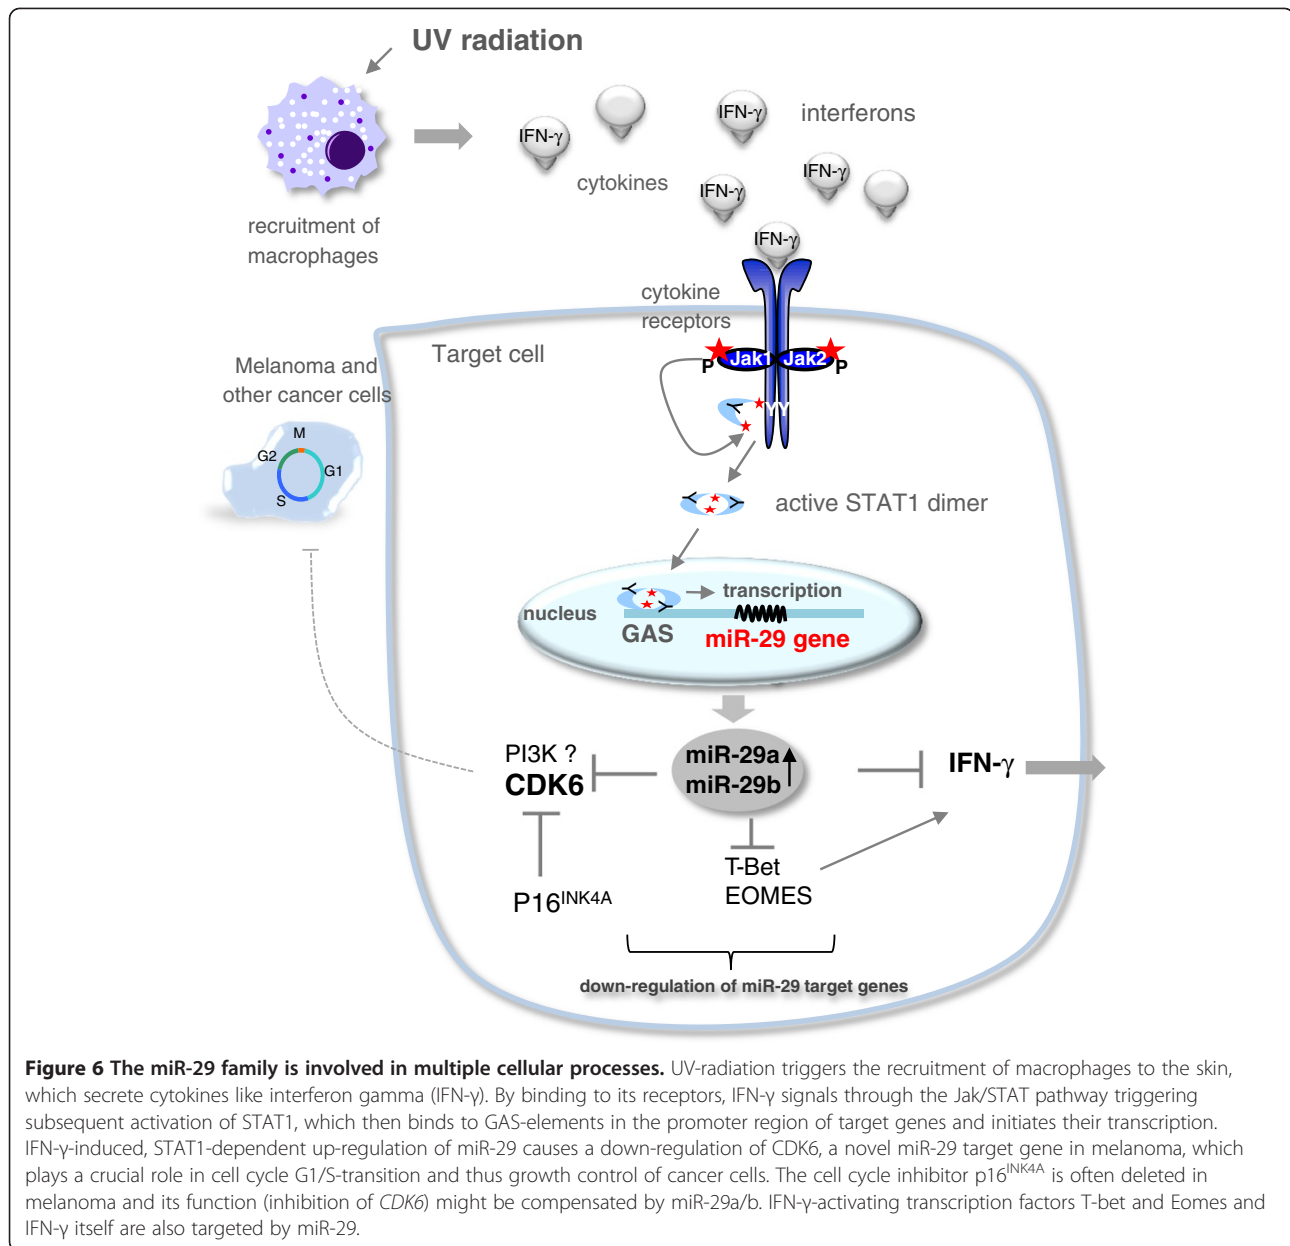 UV radiation
IFN-γ
IFN-γ
interferons
cytokines
IFN-γ
IFN-γ
recruitment of
macrophages
IFN-γ
cytokine
receptors
Target cell
P
Jak1
Jak2
P
Melanoma and
other cancer cells
M
G2
G1
S
YY
active STAT1 dimer
nucleus
transcription
GAS
miR-29 gene
PI3K ?
CDK6
miR-29a
miR-29b
IFN-γ
T-Bet
EOMES
P16INK4A
down-regulation of miR-29 target genes
Figure 6 The miR-29 family is involved in multiple cellular processes. UV-radiation triggers the recruitment of macrophages to the skin,
which secrete cytokines like interferon gamma (IFN-γ). By binding to its receptors, IFN-γ signals through the Jak/STAT pathway triggering
subsequent activation of STAT1, which then binds to GAS-elements in the promoter region of target genes and initiates their transcription.
IFN-γ-induced, STAT1-dependent up-regulation of miR-29 causes a down-regulation of CDK6, a novel miR-29 target gene in melanoma, which
plays a crucial role in cell cycle G1/S-transition and thus growth control of cancer cells. The cell cycle inhibitor p16INK4A is often deleted in
melanoma and its function (inhibition of CDK6) might be compensated by miR-29a/b. IFN-γ-activating transcription factors T-bet and Eomes and
IFN-γ itself are also targeted by miR-29.